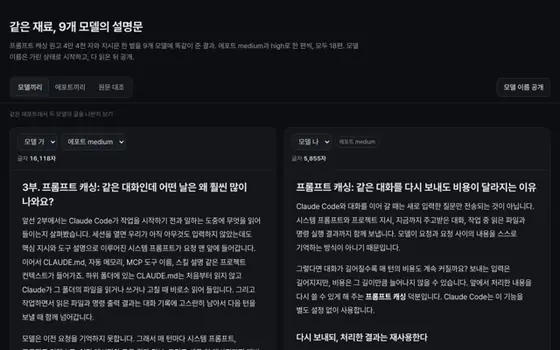 같은 재료, 9개 모델의 설명문
프롬프트 캐싱 원고 4만 4천 자와 지시문 한 벌을 9개 모델에 똑같이 준 결과. 에포트 medium과 high로 한 편씩, 모두 18편. 모델
이름은 가린 상태로 시작하고, 다 읽은 뒤 공개.
모델끼리 에포트끼리 원문 대조 모델 이름 공개
같은 에포트에서 두 모델의 글을 나란히 보기
모델 가 에포트 medium
글자 16,118자
3부. 프롬프트 캐싱: 같은 대화인데 어떤 날은 왜 훨씬 많이
나와요?
앞선 2부에서는 Claude Code가 작업을 시작하기 전과 일하는 도중에 무엇을 읽어
들이는지 살펴봤습니다. 세션을 열면 우리가 아직 아무것도 입력하지 않았는데도
핵심 지시와 도구 설명으로 이루어진 시스템 프롬프트가 요청 맨 앞에 들어갑니다.
이어서 CLAUDE.md, 자동 메모리, MCP 도구 이름, 스킬 설명 같은 프로젝트
컨텍스트가 들어가죠. 하위 폴더에 있는 CLAUDE.md는 처음부터 읽지 않고
Claude가 그 폴더의 파일을 읽거나 쓰거나 고칠 때 바로소 읽어 들입니다. 그리고
작업하면서 읽은 파일과 명령 출력 결과는 대화 기록에 고스란히 남아서 다음 턴을
보낼 때 함께 넘어갑니다.
모델은 이전 요청을 기억하지 못합니다. 그래서 매 턴마다 시스템 프롬프트,
모델 나 에포트 medium
글자 5,855자
프롬프트 캐싱: 같은 대화를 다시 보내도 비용이 달라지는 이유
Claude Code와 대화를 이어 갈 때는 새로 입력한 질문만 전송되는 것이 아닙니다.
시스템 프롬프트와 프로젝트 지시, 지금까지 주고받은 대화, 작업 중 읽은 파일과
명령 실행 결과까지 함께 보냅니다. 모델이 요청과 요청 사이의 내용을 스스로
기억하는 방식이 아니기 때문입니다.
그렇다면 대화가 길어질수록 매 턴의 비용도 계속 커질까요? 보내는 입력은
길어지지만, 비용은 그 길이만큼 늘어나지 않을 수 있습니다. 앞에서 처리한 내용을
다시 쓸 수 있게 해 주는 프롬프트 캐싱 덕분입니다. Claude Code는 이 기능을
별도 설정 없이 사용합니다.
다시 보내되, 처리한 결과는 재사용한다